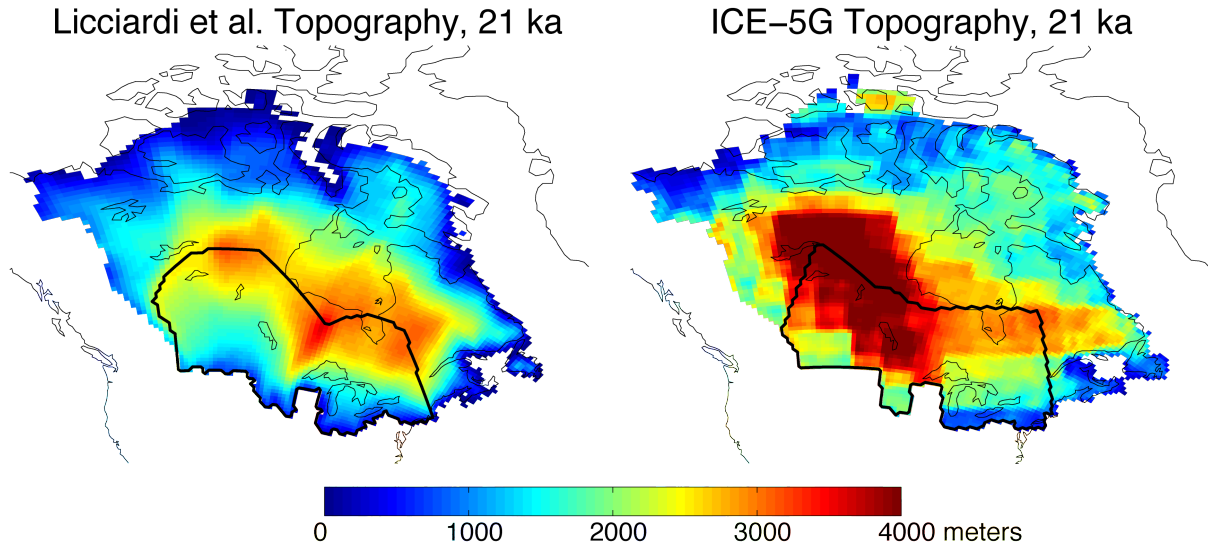 Licciardi et al. Topography, 21 ka
ICE−5G Topography, 21 ka
0 1000 2000 3000 4000 meters